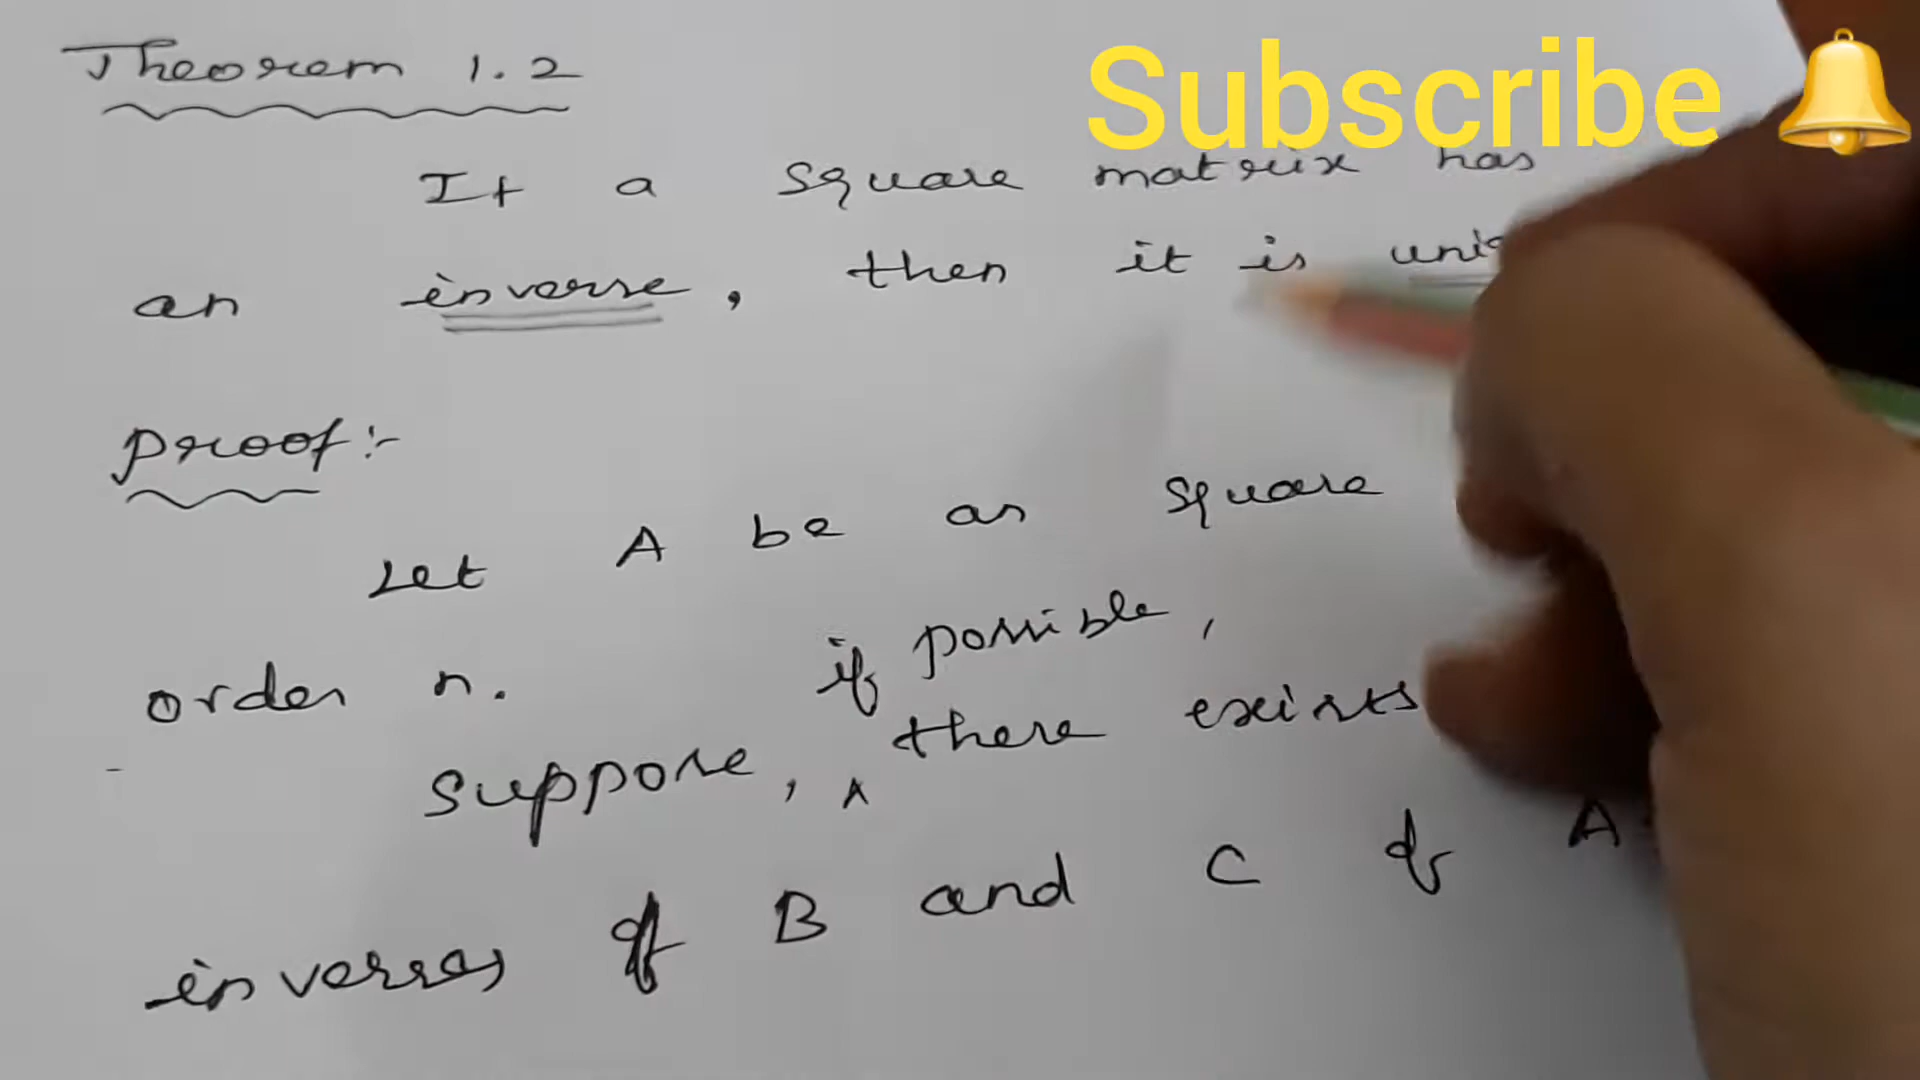 Theorem 1.2
Subscribe
If a square matrix has
an inverse, then it is
Proof:-
Let A be an square
order n.
if possible,
suppose, ∧ there exists
inverses of B and C of A.